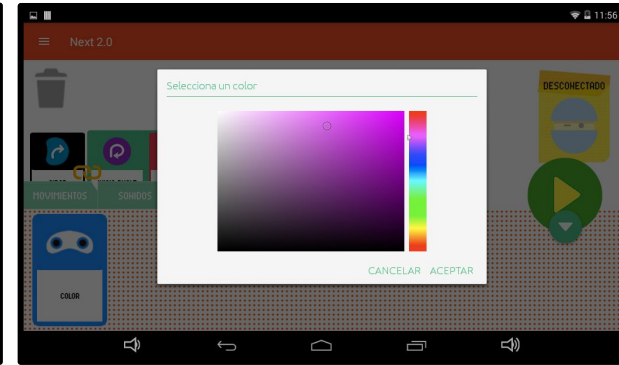 11:56
Next 2.0
Selecciona un color
DESCONECTADO
MOVIMIENTOS SONIDOS
CANCELAR ACEPTAR
COLOR